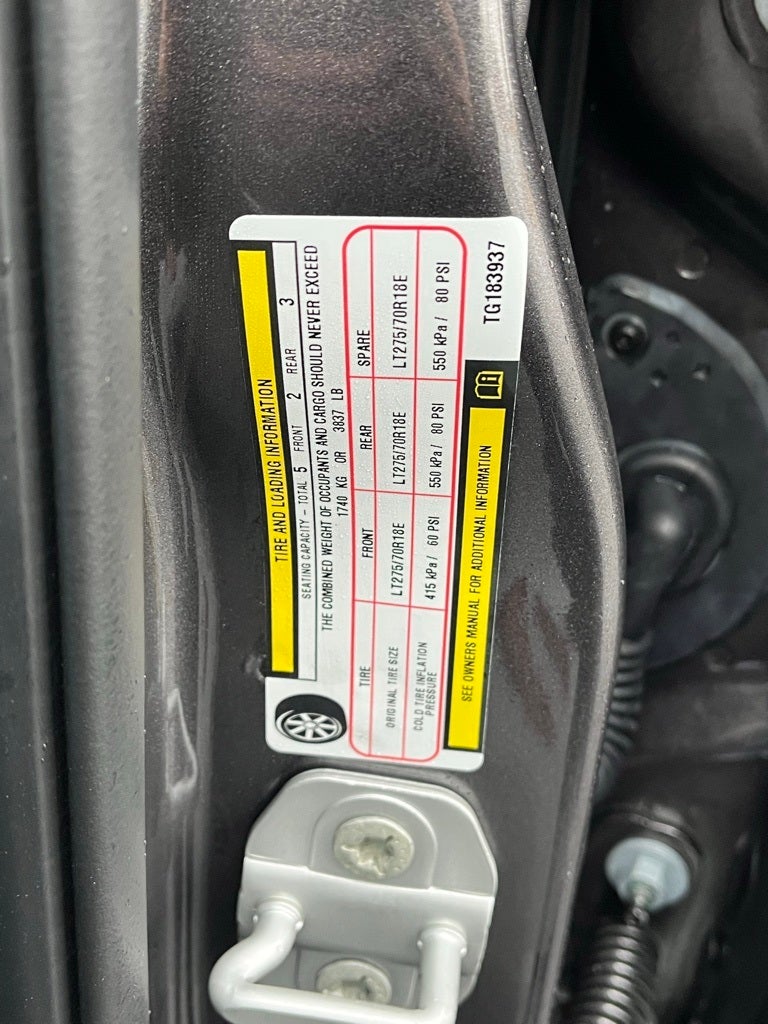 TIRE AND LOADING INFORMATION
SEATING CAPACITY - TOTAL 5 FRONT 2 REAR 3
THE COMBINED WEIGHT OF OCCUPANTS AND CARGO SHOULD NEVER EXCEED
1740 KG OR 3837 LB
TIRE FRONT REAR SPARE
ORIGINAL TIRE SIZE LT275/70R18E LT275/70R18E LT275/70R18E
COLD TIRE INFLATION PRESSURE 415 kPa/ 60 PSI 550 kPa/ 80 PSI 550 kPa/ 80 PSI
SEE OWNERS MANUAL FOR ADDITIONAL INFORMATION
TG183937